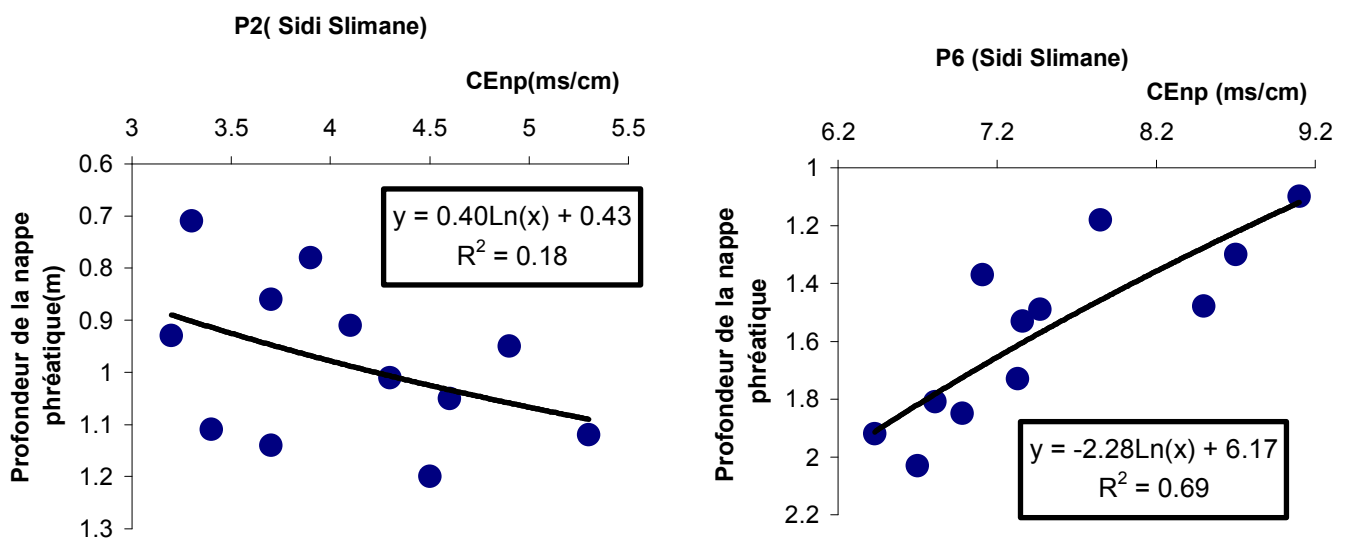 P2( Sidi Slimane)
CEnp(ms/cm)
3 3.5 4 4.5 5 5.5
0.6
0.7
0.8
0.9
1
1.1
1.2
1.3
Profondeur de la nappe
phréatique(m)
y = 0.40Ln(x) + 0.43
R² = 0.18
P6 (Sidi Slimane)
CEnp (ms/cm)
6.2 7.2 8.2 9.2
1
1.2
1.4
1.6
1.8
2
2.2
Profondeur de la nappe
phréatique
y = -2.28Ln(x) + 6.17
R² = 0.69